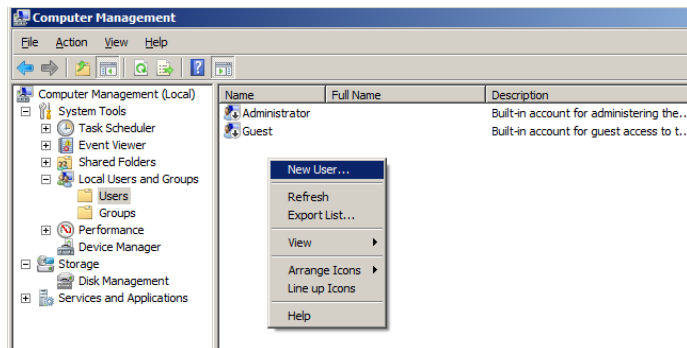 Computer Management
File Action View Help
Computer Management (Local)
System Tools
Task Scheduler
Event Viewer
Shared Folders
Local Users and Groups
Users
Groups
Performance
Device Manager
Storage
Disk Management
Services and Applications
Name Full Name Description
Administrator Built-in account for administering the...
Guest Built-in account for guest access to t...
New User...
Refresh
Export List...
View
Arrange Icons
Line up Icons
Help